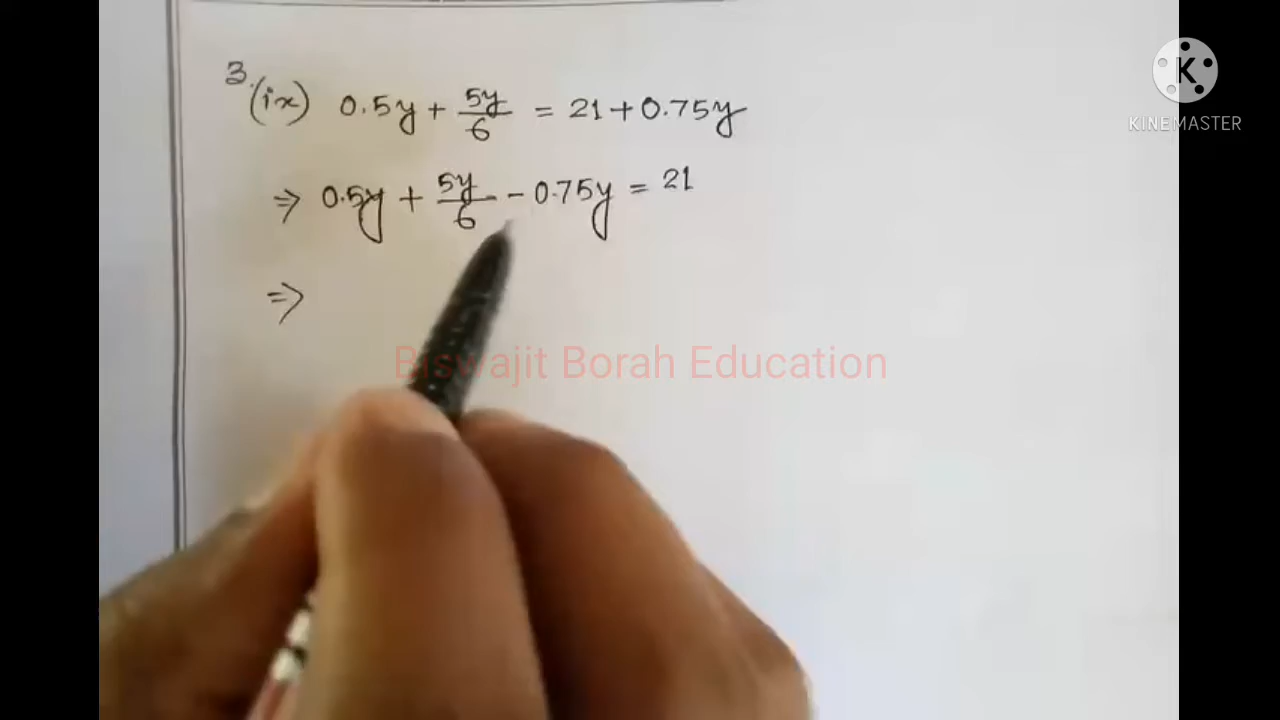 3.(ix) 0.5y + 5y/6 = 21 + 0.75y
⇒ 0.5y + 5y/6 - 0.75y = 21
⇒
Biswajit Borah Education
K
KINEMASTER